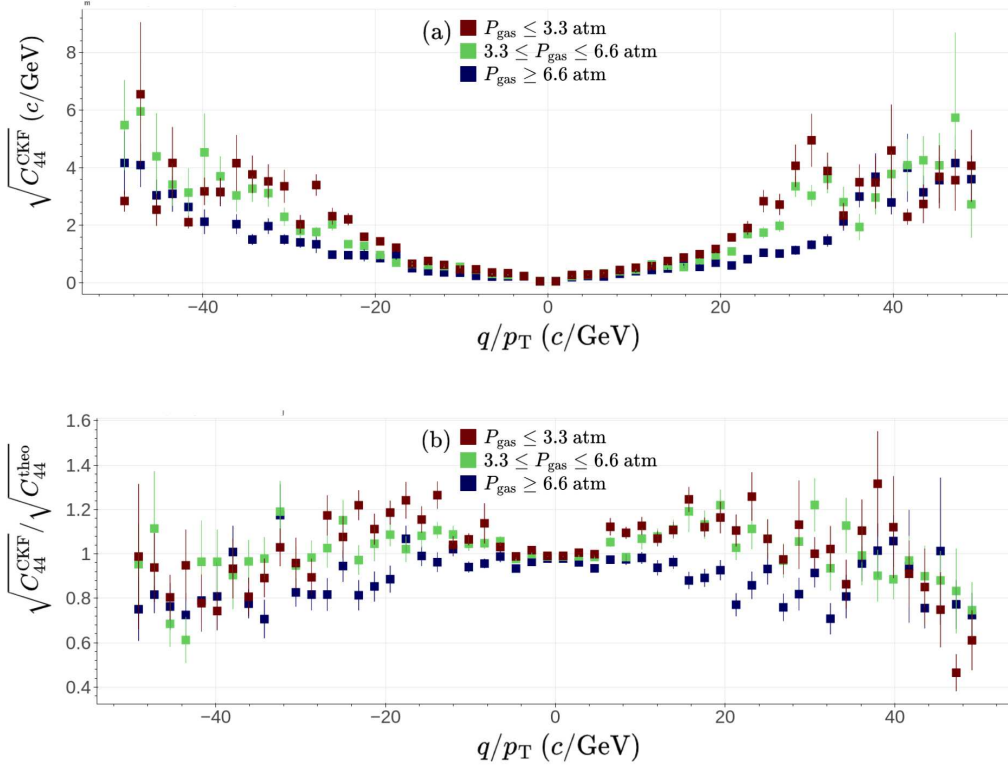 m
(a)
P_gas ≤ 3.3 atm
3.3 ≤ P_gas ≤ 6.6 atm
P_gas ≥ 6.6 atm
√C_44^CKF (c/GeV)
8
6
4
2
0
−40 −20 0 20 40
q/p_T (c/GeV)
(b)
P_gas ≤ 3.3 atm
3.3 ≤ P_gas ≤ 6.6 atm
P_gas ≥ 6.6 atm
√C_44^CKF / √C_44^theo
1.6
1.4
1.2
1
0.8
0.6
0.4
−40 −20 0 20 40
q/p_T (c/GeV)